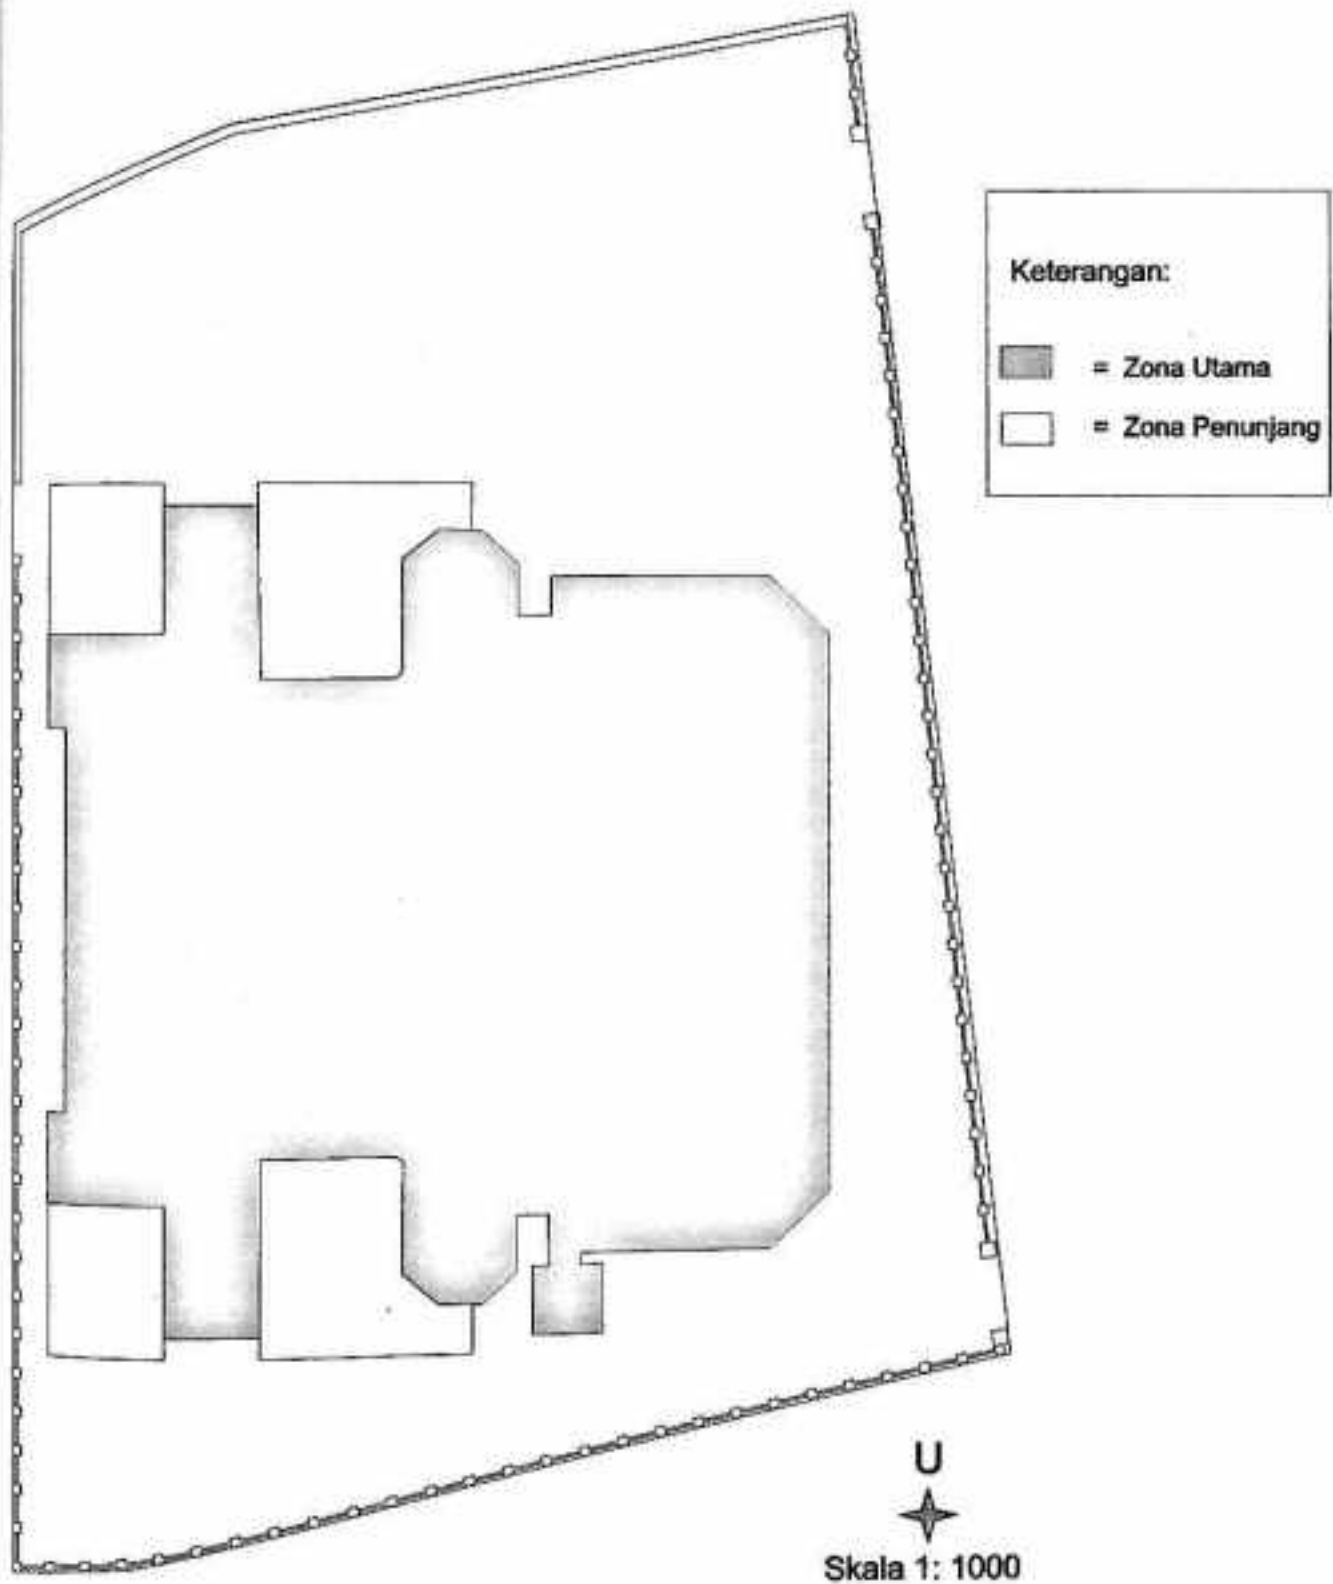 Keterangan:
= Zona Utama
= Zona Penunjang
U
Skala 1: 1000